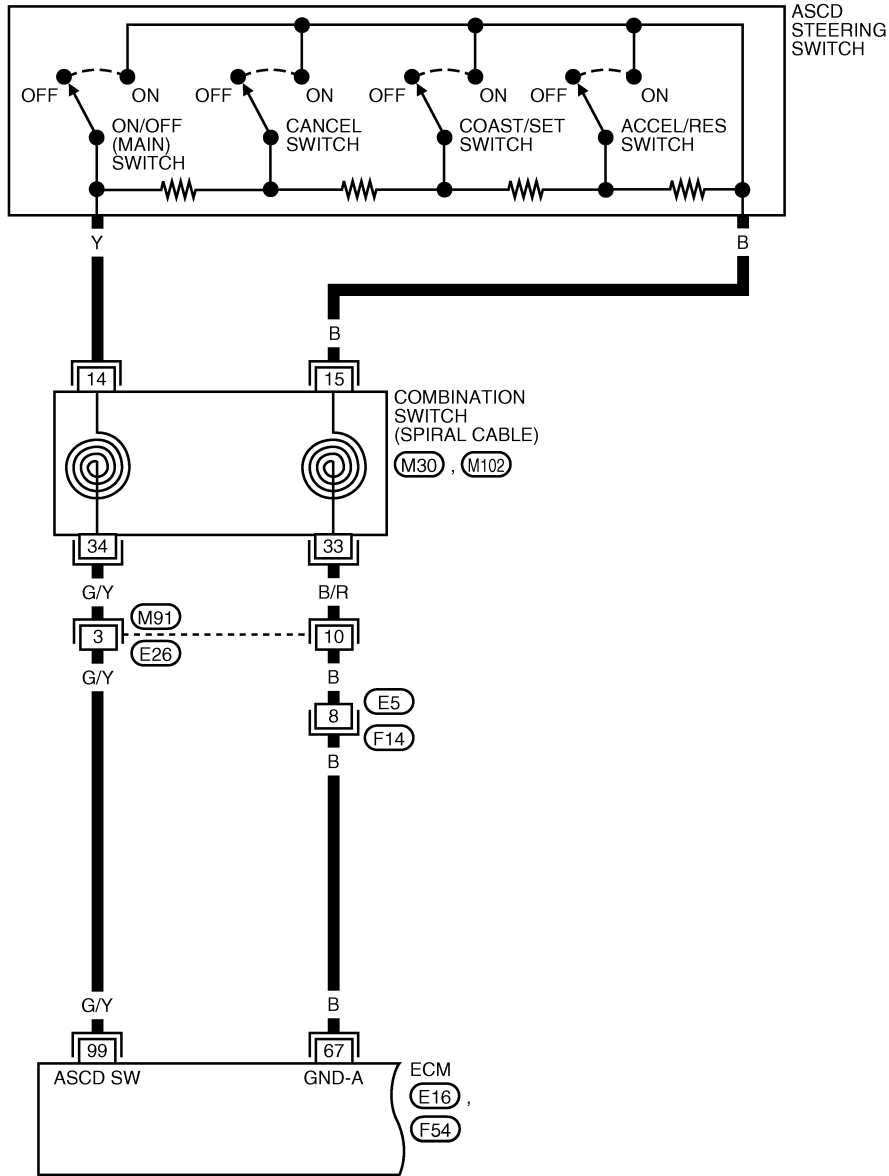 ASCD
STEERING
SWITCH
OFF
ON
OFF
ON
OFF
ON
OFF
ON
ON/OFF
(MAIN)
SWITCH
CANCEL
SWITCH
COAST/SET
SWITCH
ACCEL/RES
SWITCH
Y
B
B
14
15
COMBINATION
SWITCH
(SPIRAL CABLE)
M30 , M102
34
33
G/Y
B/R
M91
3
10
E26
G/Y
B
E5
8
F14
B
G/Y
B
99
67
ASCD SW
GND-A
ECM
E16 ,
F54